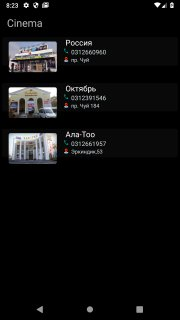 8:23
Cinema
Россия
0312660960
пр. Чуй
Октябрь
0312391546
пр. Чуй 184
Ала-Тоо
0312661957
Эркиндик,53